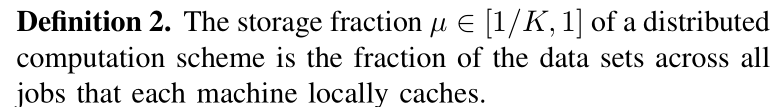 Definition 2. The storage fraction μ ∈ [1/K, 1] of a distributed
computation scheme is the fraction of the data sets across all
jobs that each machine locally caches.